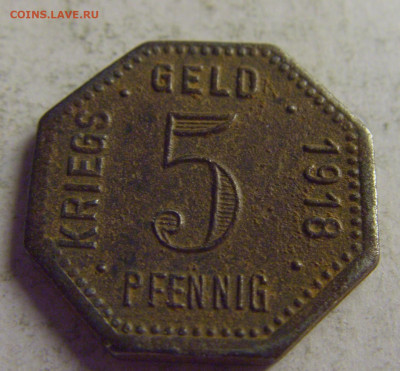 COINS.LAVE.RU
KRIEGS
GELD
1918
5
PFENNIG